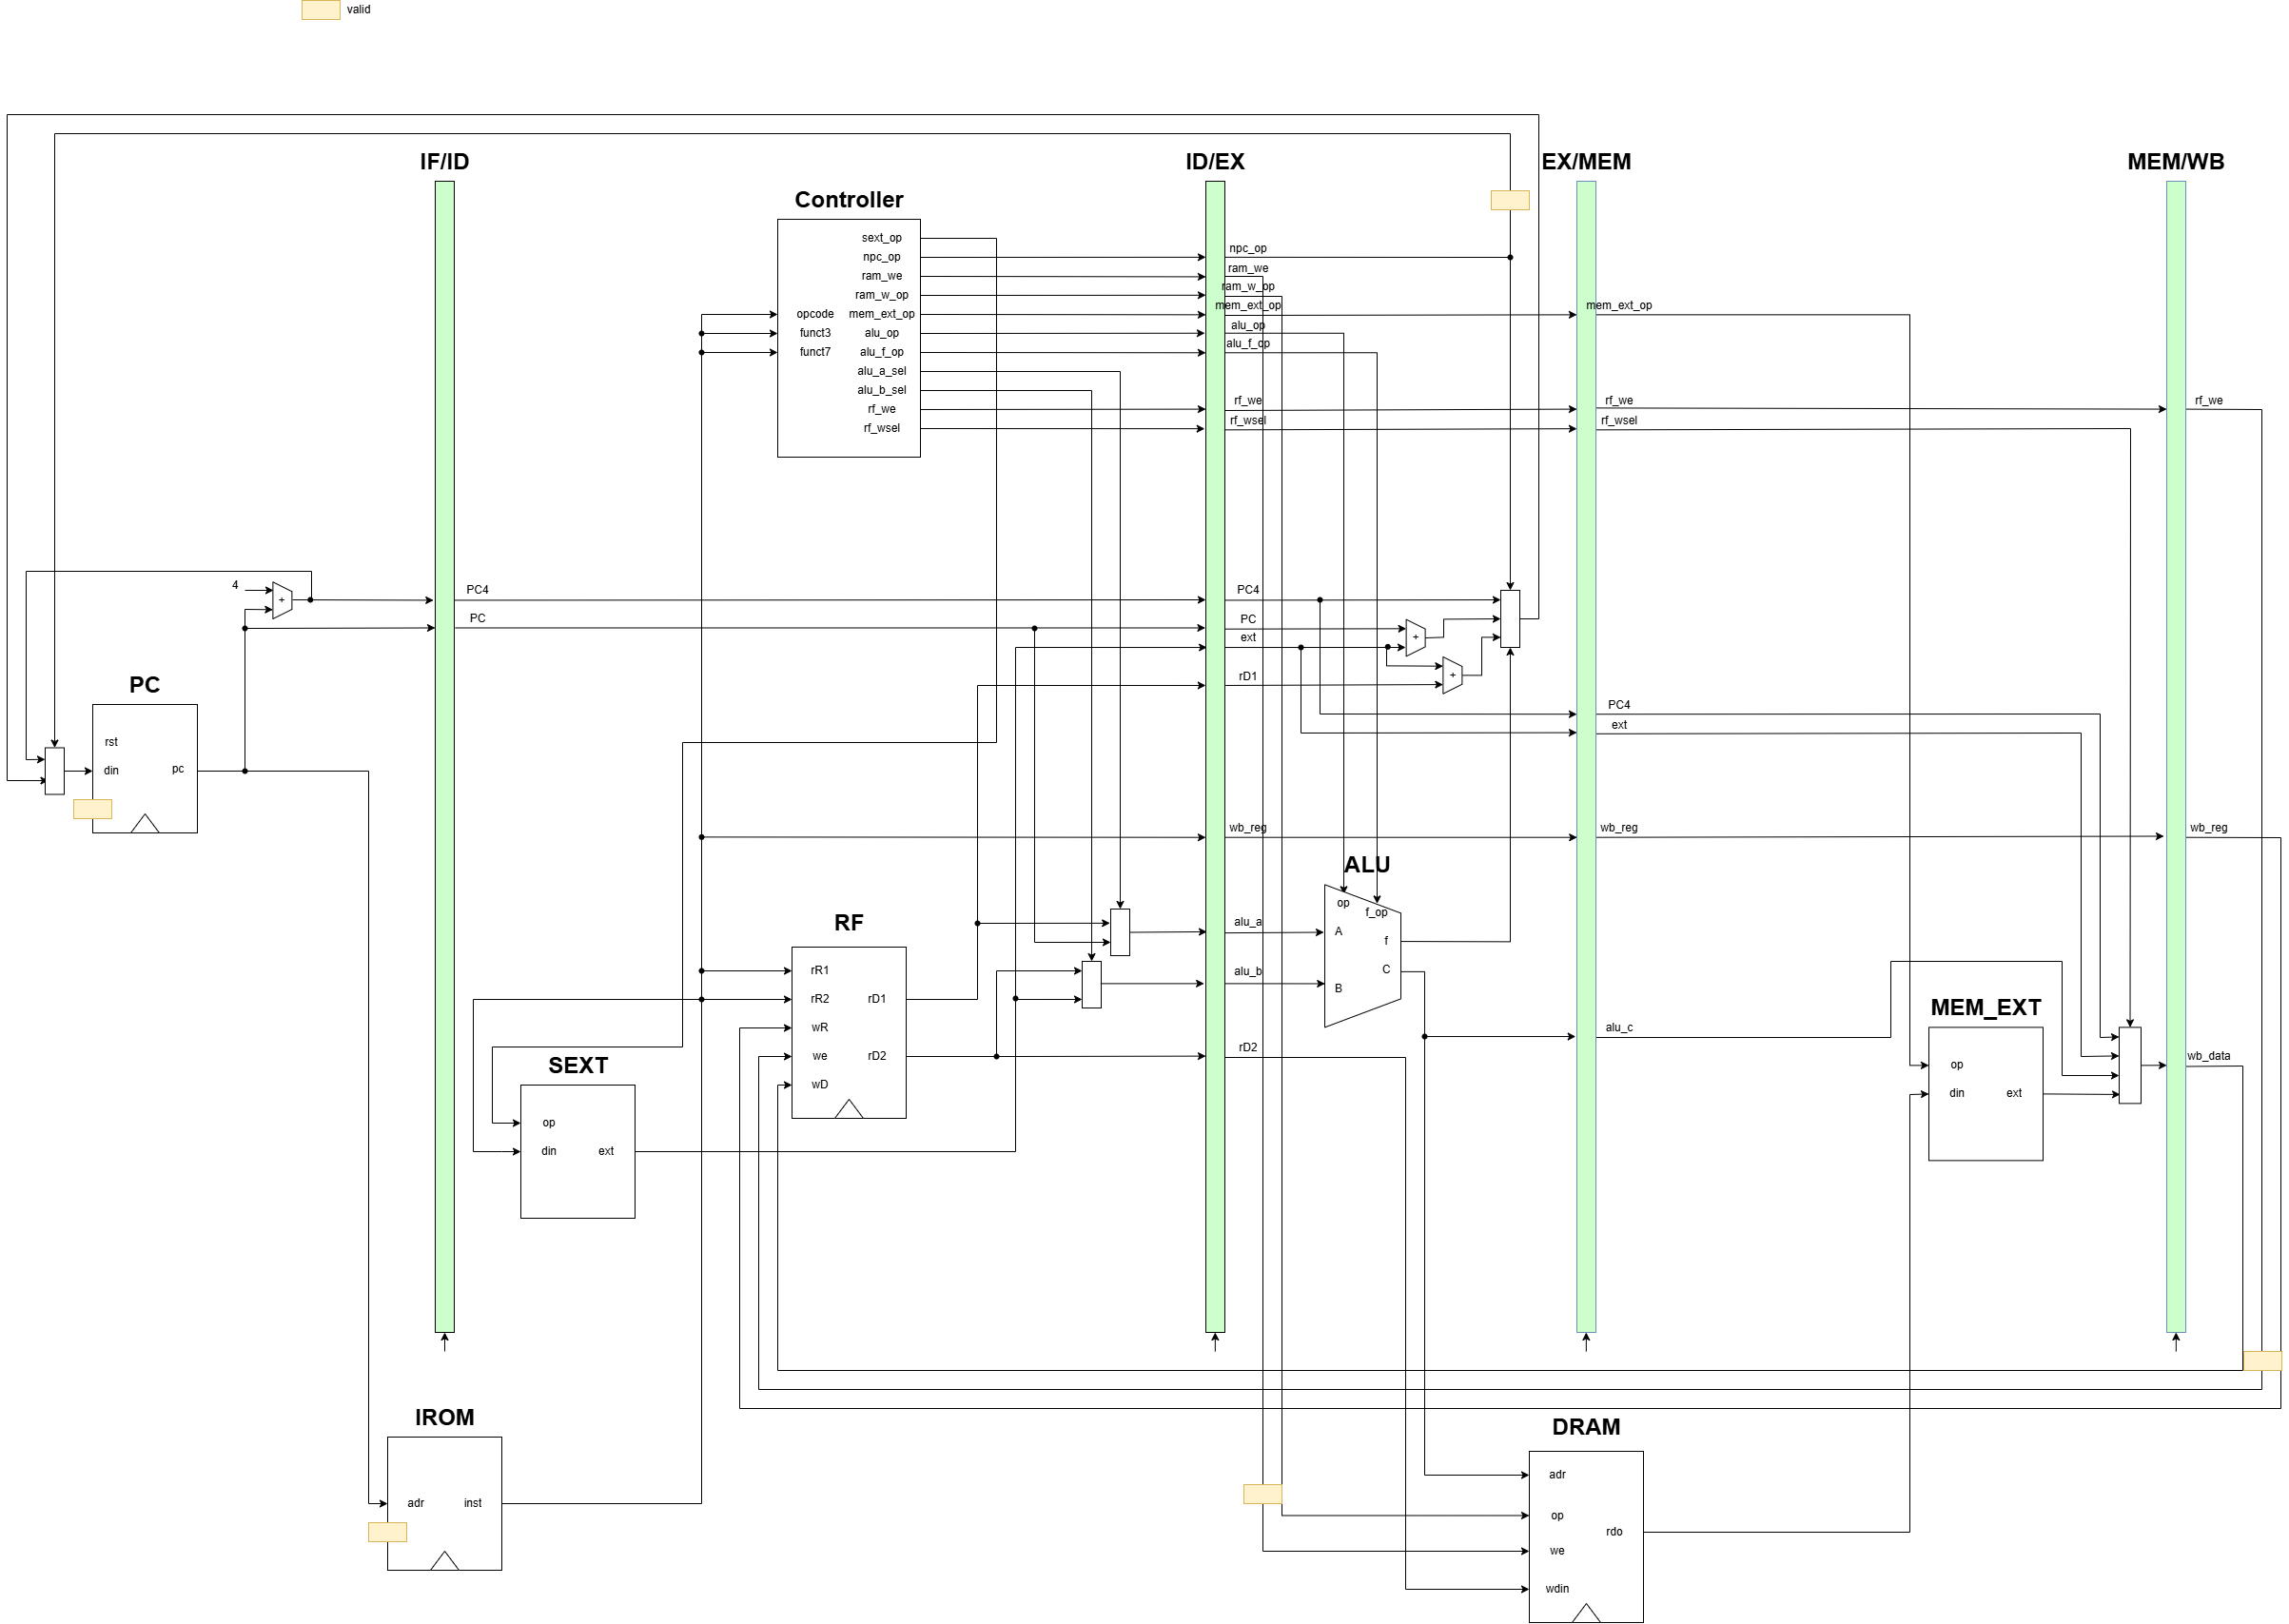 valid
IF/ID
ID/EX
EX/MEM
MEM/WB
Controller
sext_op
npc_op
ram_we
ram_w_op
opcode
mem_ext_op
funct3
alu_op
funct7
alu_f_op
alu_a_sel
alu_b_sel
rf_we
rf_wsel
npc_op
ram_we
ram_w_op
mem_ext_op
alu_op
alu_f_op
rf_we
rf_wsel
mem_ext_op
rf_we
rf_wsel
rf_we
4
+
PC4
PC
PC4
PC
ext
rD1
+
+
PC4
ext
PC
rst
din
pc
wb_reg
wb_reg
wb_reg
ALU
op
f_op
A
f
C
B
alu_a
alu_b
rD2
alu_c
RF
rR1
rR2
rD1
wR
we
rD2
wD
SEXT
op
din
ext
MEM_EXT
op
din
ext
wb_data
IROM
adr
inst
DRAM
adr
op
rdo
we
wdin